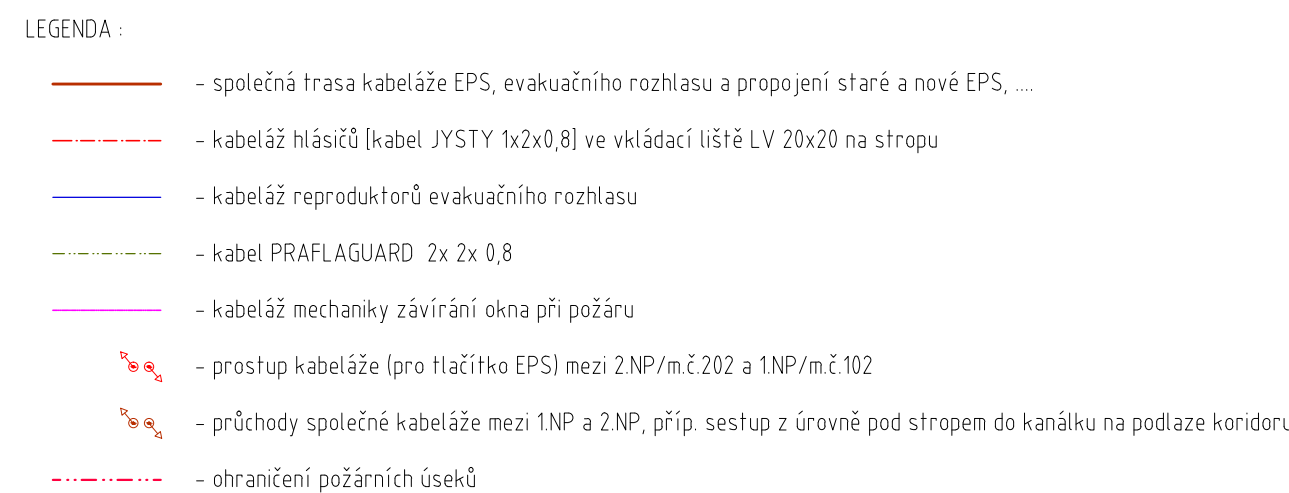 LEGENDA :
- společná trasa kabeláže EPS, evakuačního rozhlasu a propojení staré a nové EPS, ....
- kabeláž hlásičů [kabel JYSTY 1x2x0,8] ve vkládací liště LV 20x20 na stropu
- kabeláž reproduktorů evakuačního rozhlasu
- kabel PRAFLAGUARD  2x 2x 0,8
- kabeláž mechaniky závírání okna při požáru
- prostup kabeláže (pro tlačítko EPS) mezi 2.NP/m.č.202 a 1.NP/m.č.102
- průchody společné kabeláže mezi 1.NP a 2.NP, příp. sestup z úrovně pod stropem do kanálku na podlaze koridoru
- ohraničení požárních úseků